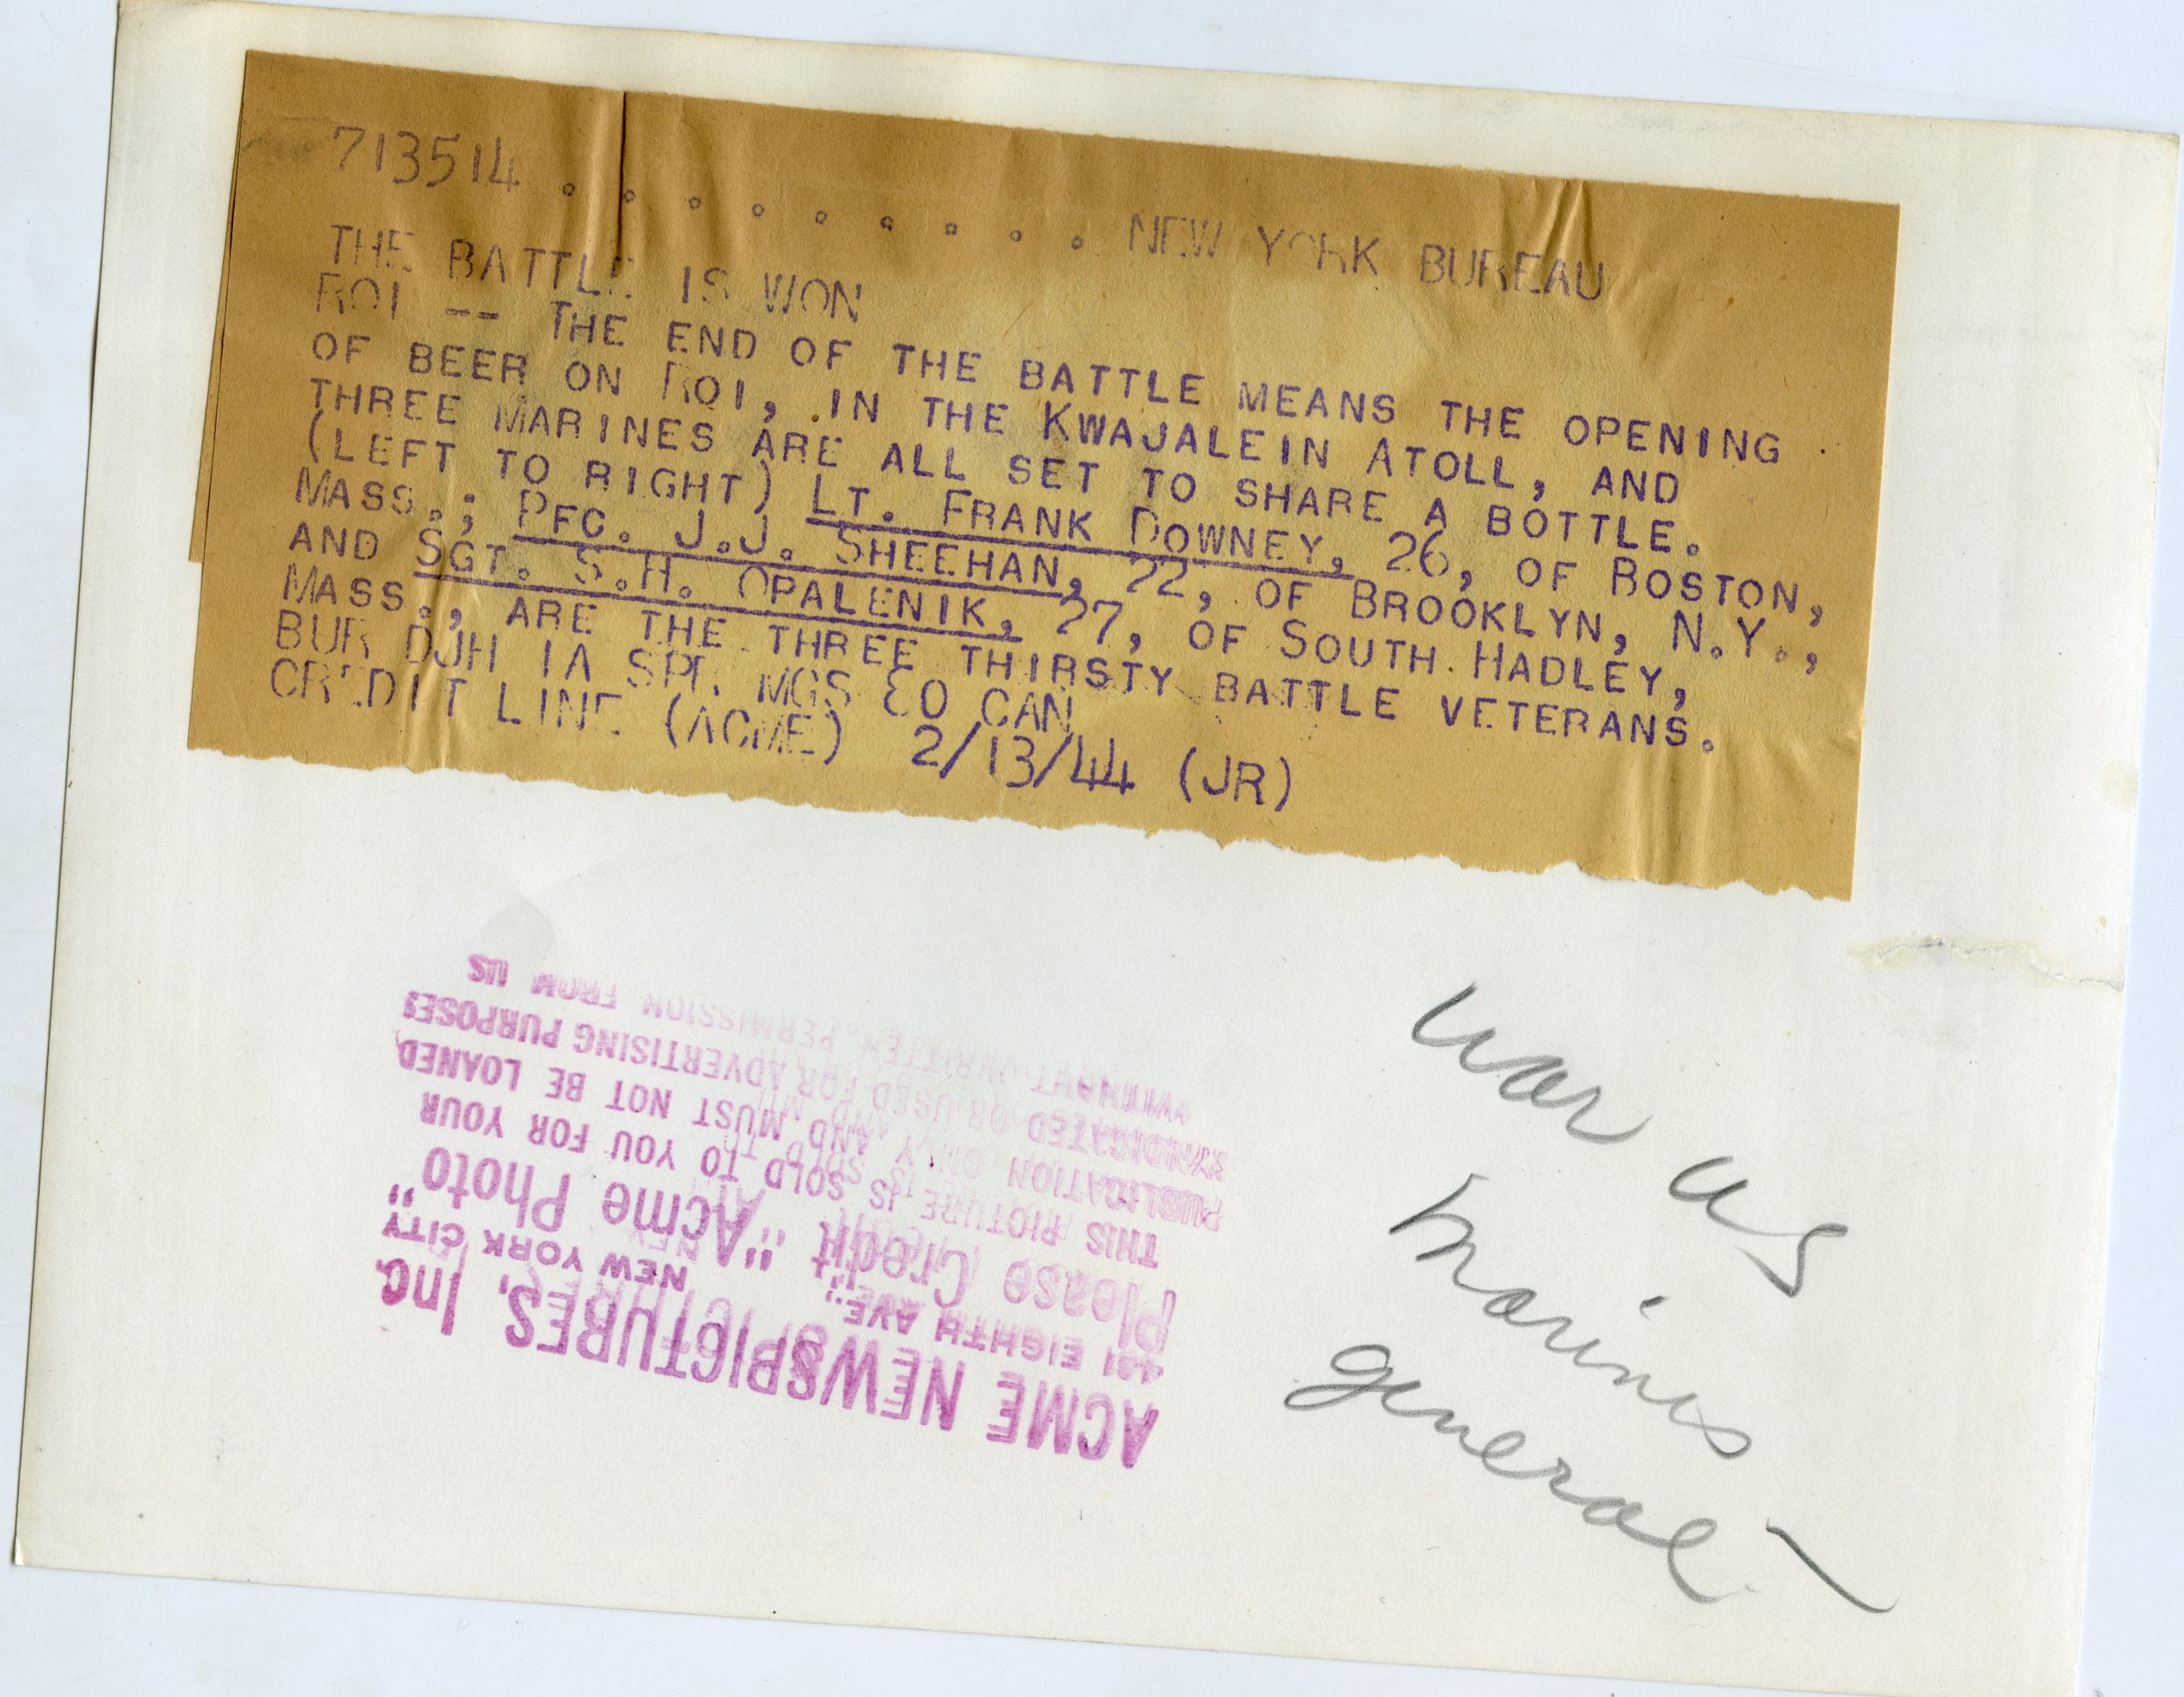 713514 . . . . . . . . . NEW YORK BUREAU
THE BATTLE IS WON
ROI -- THE END OF THE BATTLE MEANS THE OPENING
OF BEER ON ROI, IN THE KWAJALEIN ATOLL, AND
THREE MARINES ARE ALL SET TO SHARE A BOTTLE.
(LEFT TO RIGHT) LT. FRANK DOWNEY, 26, OF BOSTON,
MASS.; PFC. J.J. SHEEHAN, 22, OF BROOKLYN, N.Y.,
AND SGT. S.H. OPALENIK, 27, OF SOUTH HADLEY,
MASS., ARE THE THREE THIRSTY BATTLE VETERANS.
BUR DJH IA SPR MGS CAN
CREDIT LINE (ACME) 2/13/44 (JR)
war us
marines
general
ACME NEWSPICTURES, Inc.
461 EIGHTH AVE., NEW YORK CITY
Please Credit "Acme Photo"
THIS PICTURE IS SOLD TO YOU FOR YOUR
PUBLICATION ONLY AND MUST NOT BE LOANED
SYNDICATED OR USED FOR ADVERTISING PURPOSES
WITHOUT WRITTEN PERMISSION FROM US